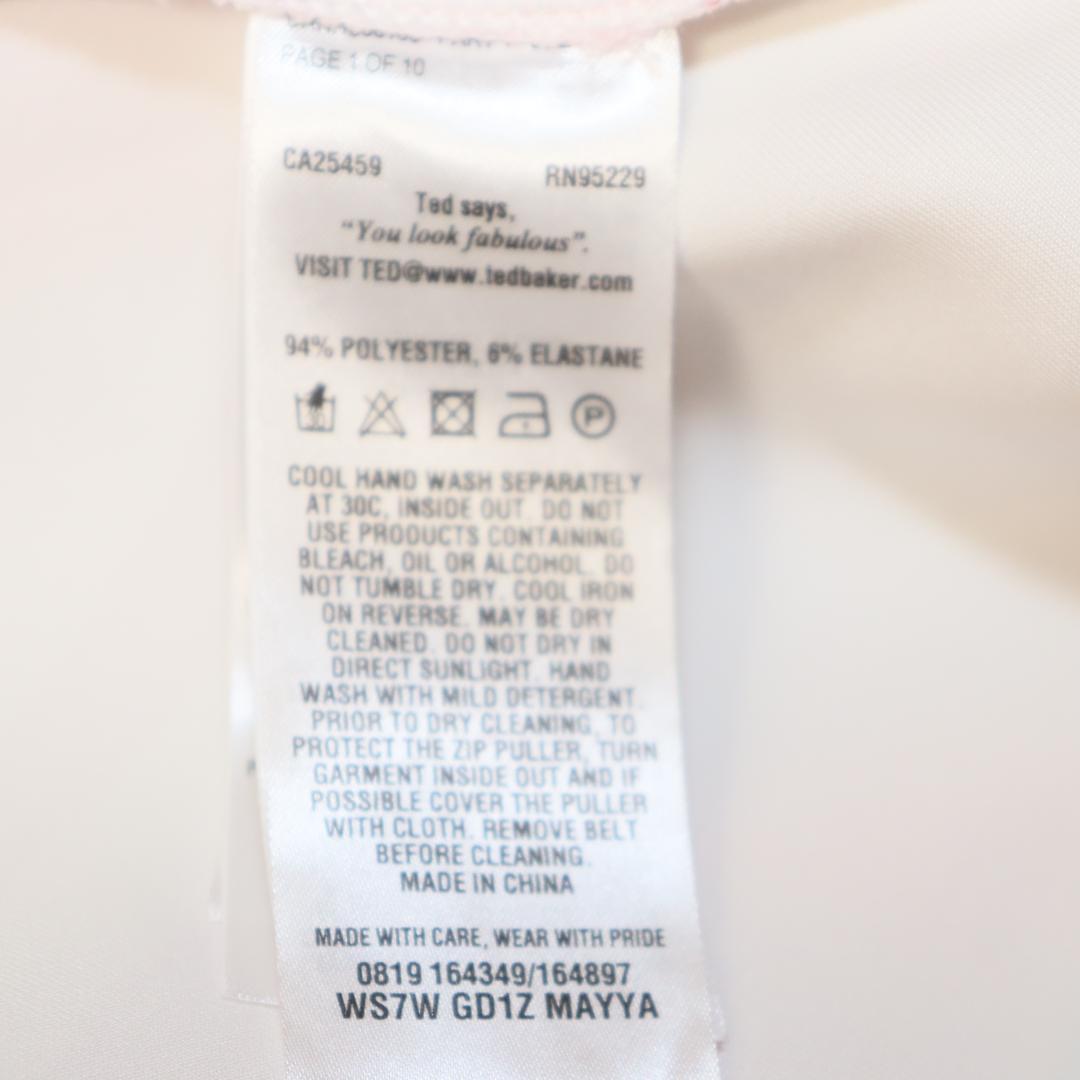 PAGE 1 OF 10
CA25459 RN95229
Ted says,
"You look fabulous".
VISIT TED@www.tedbaker.com
94% POLYESTER, 6% ELASTANE
P
COOL HAND WASH SEPARATELY
AT 30C, INSIDE OUT. DO NOT
USE PRODUCTS CONTAINING
BLEACH, OIL OR ALCOHOL. DO
NOT TUMBLE DRY. COOL IRON
ON REVERSE. MAY BE DRY
CLEANED. DO NOT DRY IN
DIRECT SUNLIGHT. HAND
WASH WITH MILD DETERGENT.
PRIOR TO DRY CLEANING, TO
PROTECT THE ZIP PULLER, TURN
GARMENT INSIDE OUT AND IF
POSSIBLE COVER THE PULLER
WITH CLOTH. REMOVE BELT
BEFORE CLEANING.
MADE IN CHINA
MADE WITH CARE, WEAR WITH PRIDE
0819 164349/164897
WS7W GD1Z MAYYA